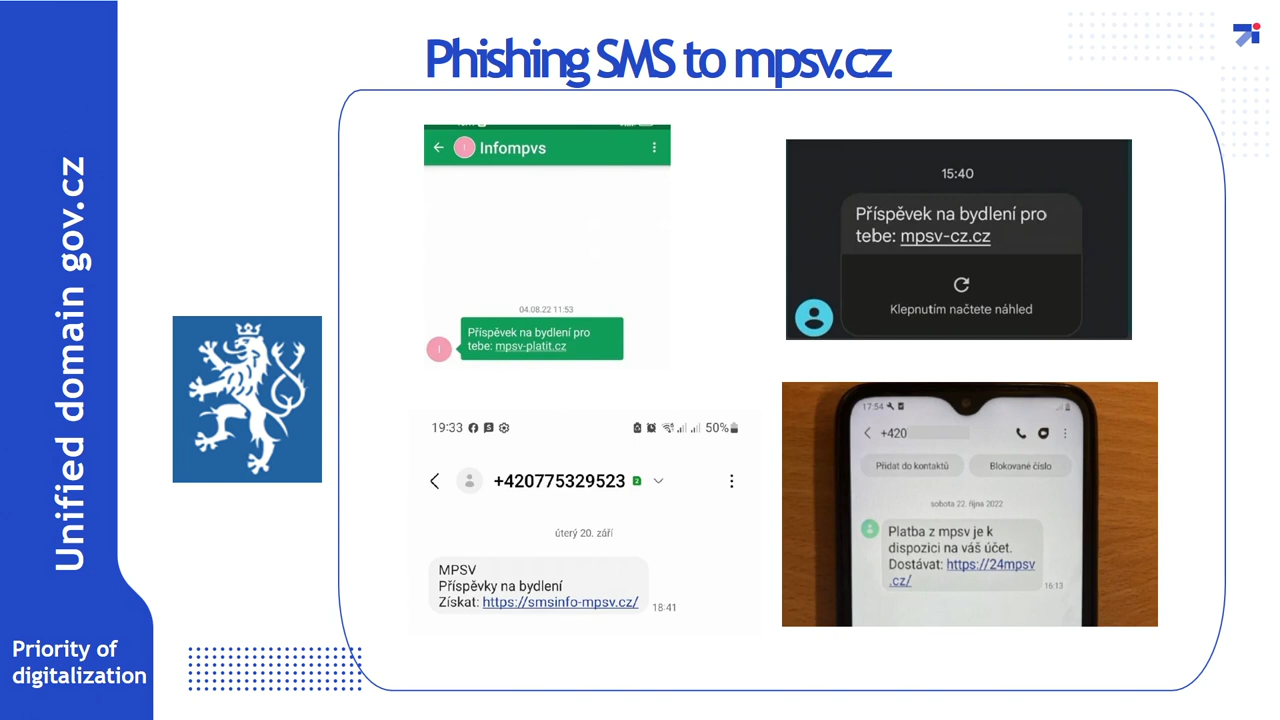 Phishing SMS to mpsv.cz
Unified domain gov.cz
Priority of
digitalization
Infompvs
04.08.22 11:53
Příspěvek na bydlení pro
tebe: mpsv-platit.cz
15:40
Příspěvek na bydlení pro
tebe: mpsv-cz.cz
Klepnutím načtete náhled
19:33
50%
+420775329523
2
úterý 20. září
MPSV
Příspěvky na bydlení
Získat: https://smsinfo-mpsv.cz/
18:41
17:54
+420
Přidat do kontaktů
Blokované číslo
sobota 22. října 2022
Platba z mpsv je k
dispozici na váš účet.
Dostávat: https://24mpsv
.cz/
16:13